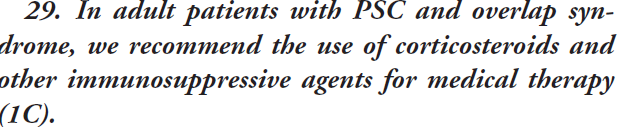 29. In adult patients with PSC and overlap syn-
drome, we recommend the use of corticosteroids and
other immunosuppressive agents for medical therapy
(1C).